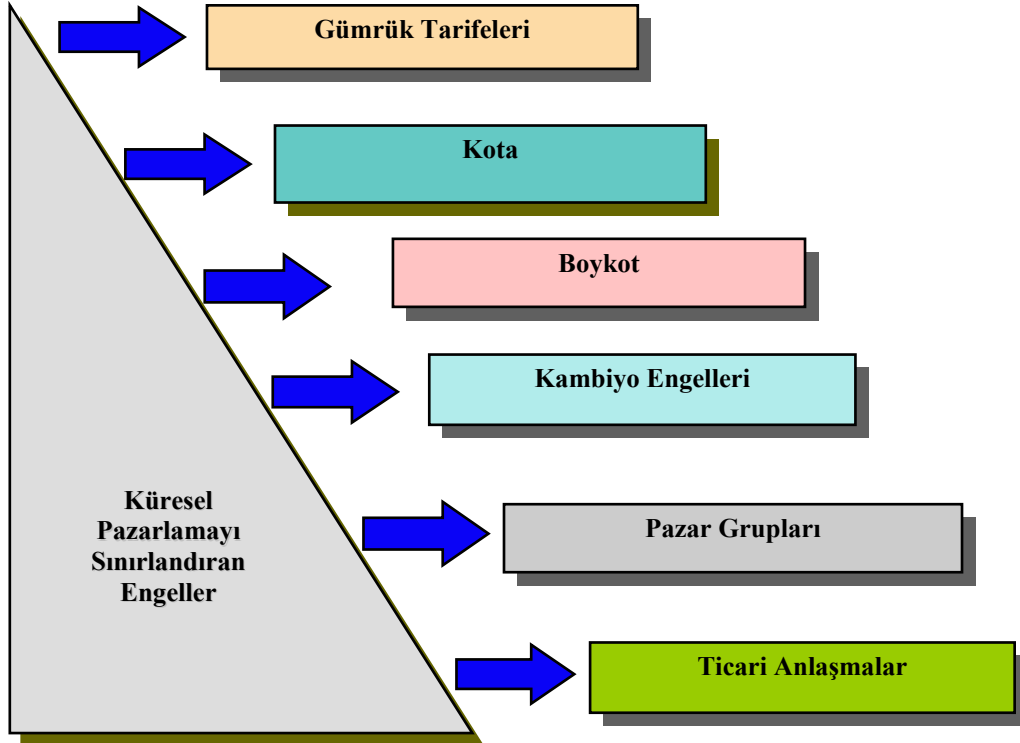 Gümrük Tarifeleri
Kota
Boykot
Kambiyo Engelleri
Küresel
Pazarlamayı
Sınırlandıran
Engeller
Pazar Grupları
Ticari Anlaşmalar